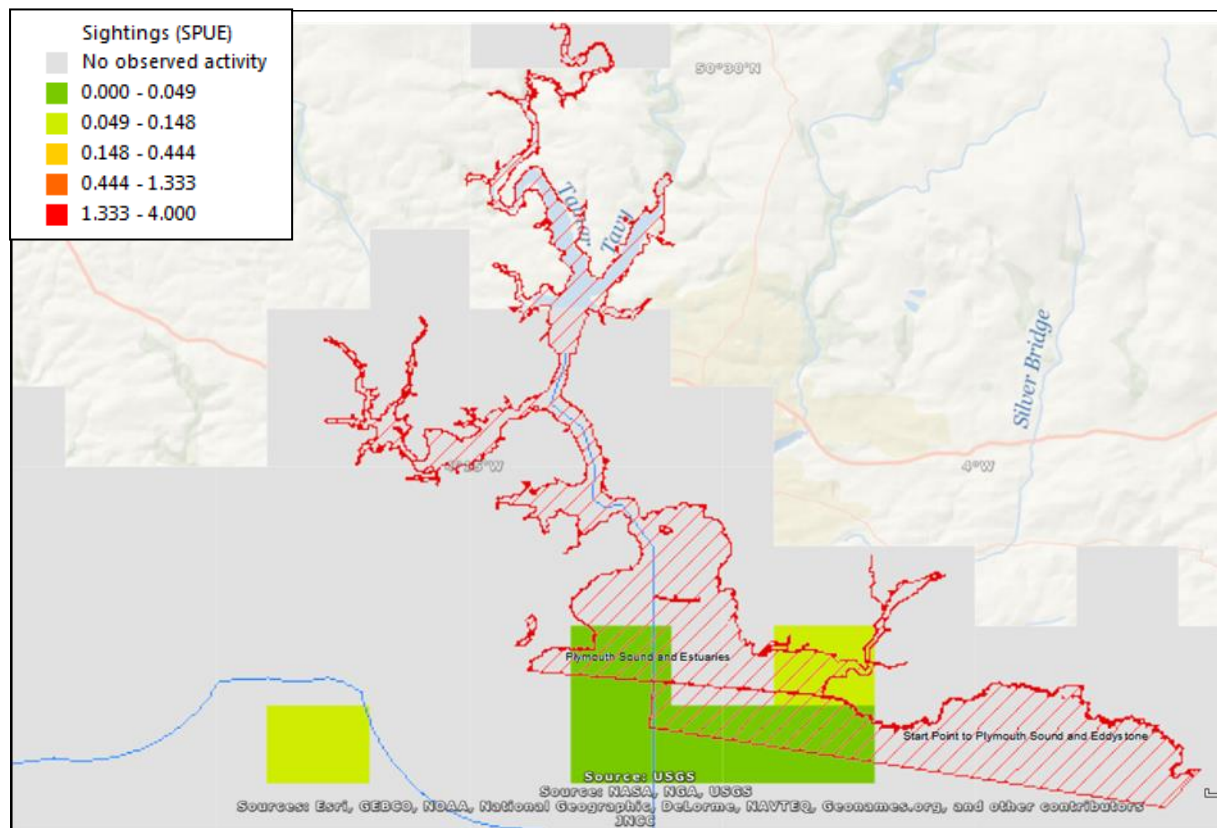 Sightings (SPUE)
No observed activity
0.000 - 0.049
0.049 - 0.148
0.148 - 0.444
0.444 - 1.333
1.333 - 4.000
50°30'N
Tamar
Tavy
Silver Bridge
4°W
Plymouth Sound and Estuaries
Start Point to Plymouth Sound and Eddystone
Source: USGS
Source: NASA, NGA, USGS
Sources: Esri, GEBCO, NOAA, National Geographic, DeLorme, NAVTEQ, Geonames.org, and other contributors
JNCC